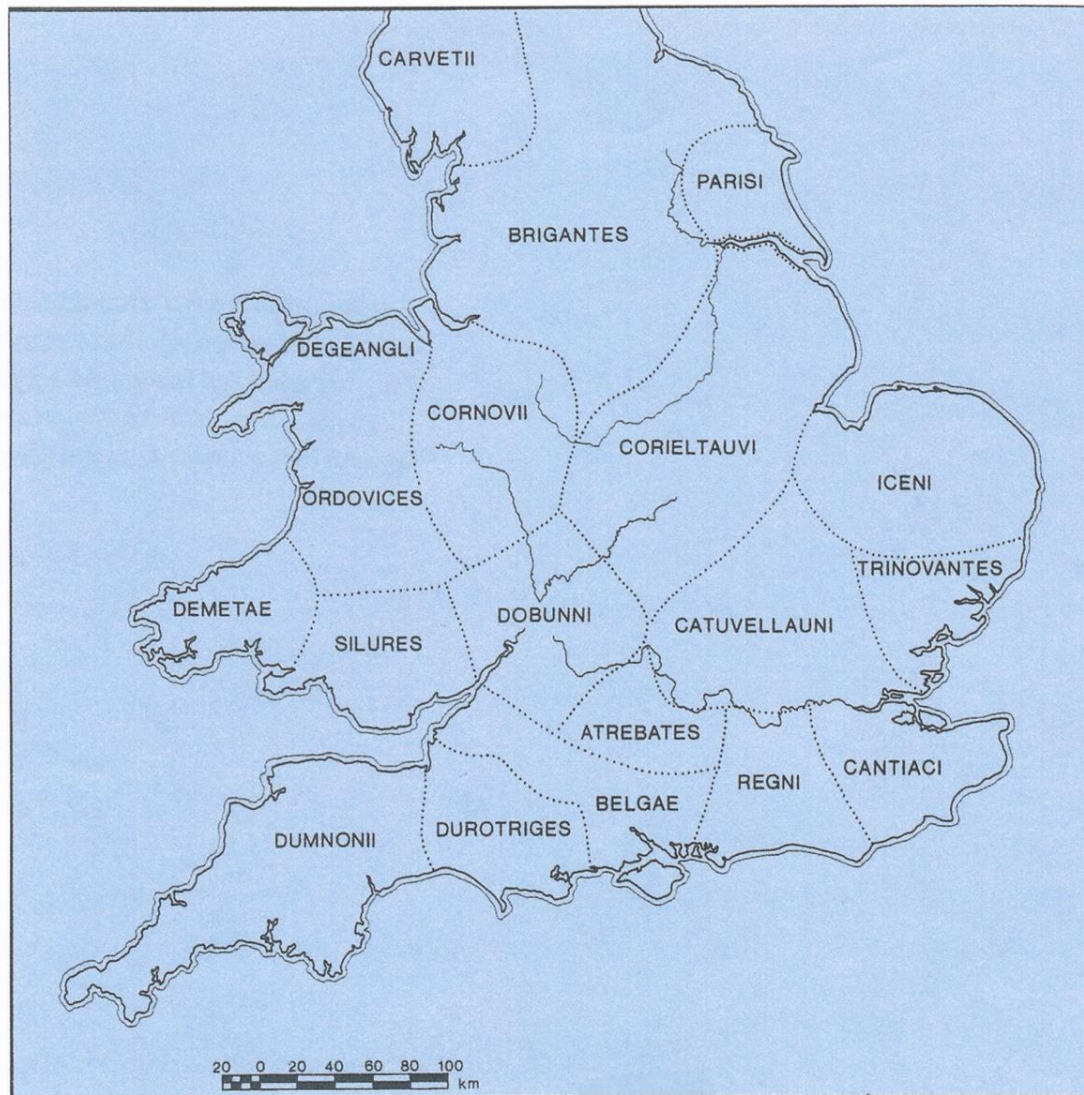 CARVETII
PARISI
BRIGANTES
DEGEANGLI
CORNOVII
CORIELTAUVI
ICENI
ORDOVICES
TRINOVANTES
DEMETAE
DOBUNNI
CATUVELLAUNI
SILURES
ATREBATES
CANTIACI
REGNI
BELGAE
DUROTRIGES
DUMNONII
20 0 20 40 60 80 100
km